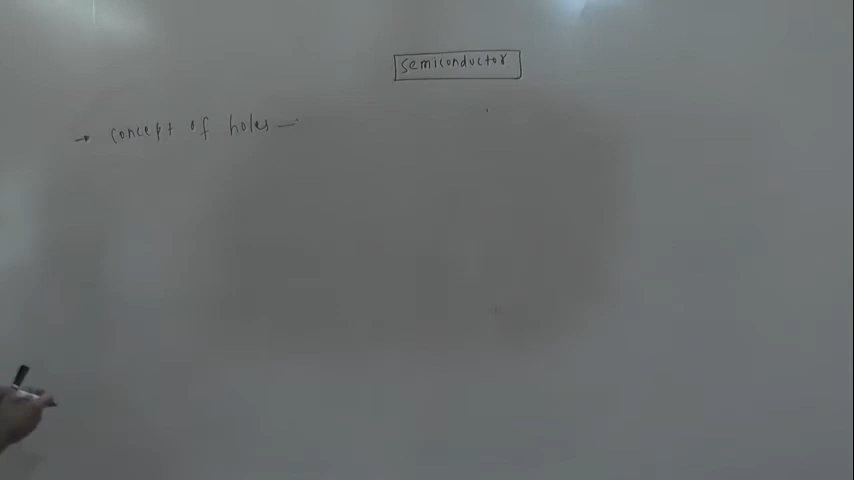 semiconductor
→ concept of holes —